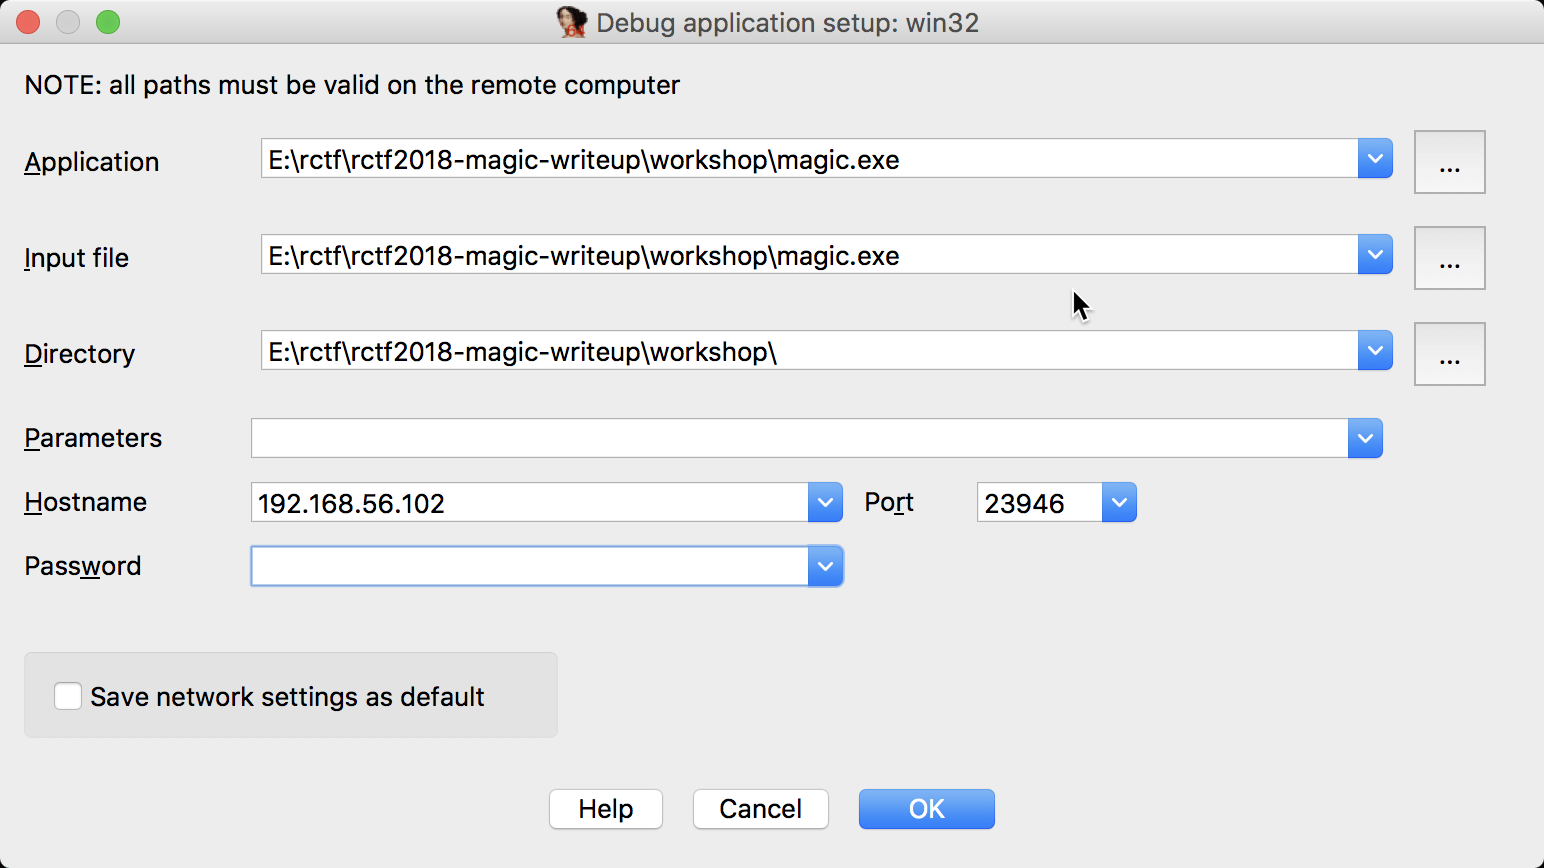 Debug application setup: win32
NOTE: all paths must be valid on the remote computer
Application E:\rctf\rctf2018-magic-writeup\workshop\magic.exe ...
Input file E:\rctf\rctf2018-magic-writeup\workshop\magic.exe ...
Directory E:\rctf\rctf2018-magic-writeup\workshop\ ...
Parameters
Hostname 192.168.56.102 Port 23946
Password
Save network settings as default
Help Cancel OK